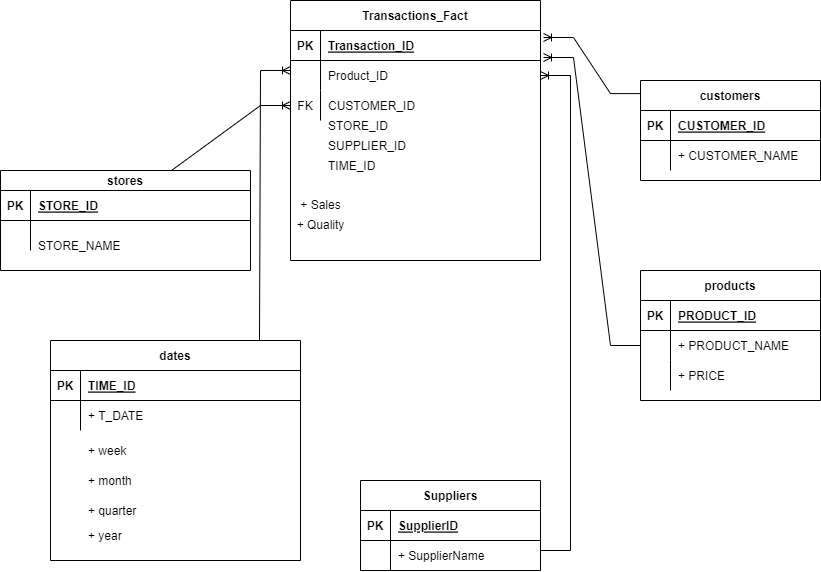 Transactions_Fact
PK Transaction_ID
Product_ID
FK CUSTOMER_ID
STORE_ID
SUPPLIER_ID
TIME_ID
+ Sales
+ Quality
customers
PK CUSTOMER_ID
+ CUSTOMER_NAME
stores
PK STORE_ID
STORE_NAME
products
PK PRODUCT_ID
+ PRODUCT_NAME
+ PRICE
dates
PK TIME_ID
+ T_DATE
+ week
+ month
+ quarter
+ year
Suppliers
PK SupplierID
+ SupplierName